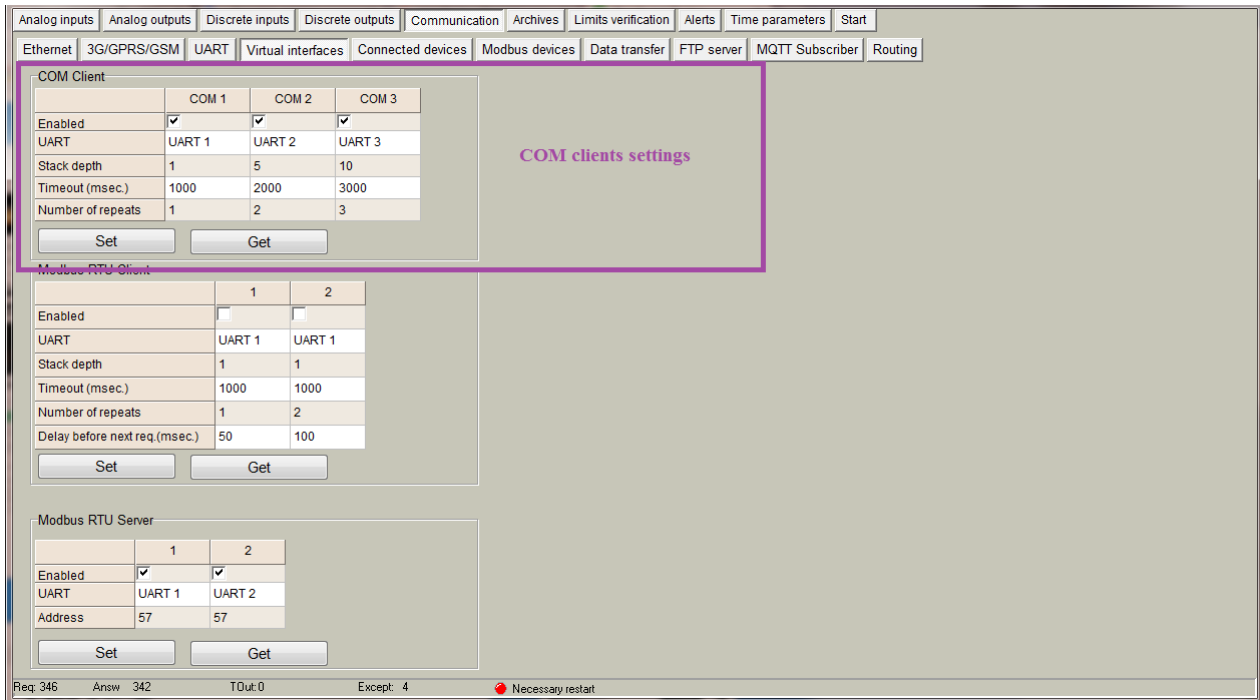 Analog inputs Analog outputs Discrete inputs Discrete outputs Communication Archives Limits verification Alerts Time parameters Start
Ethernet 3G/GPRS/GSM UART Virtual interfaces Connected devices Modbus devices Data transfer FTP server MQTT Subscriber Routing
COM Client
COM 1 COM 2 COM 3
Enabled
UART UART 1 UART 2 UART 3
Stack depth 1 5 10
Timeout (msec.) 1000 2000 3000
Number of repeats 1 2 3
Set Get
COM clients settings
Modbus RTU Client
1 2
Enabled
UART UART 1 UART 1
Stack depth 1 1
Timeout (msec.) 1000 1000
Number of repeats 1 2
Delay before next req.(msec.) 50 100
Set Get
Modbus RTU Server
1 2
Enabled
UART UART 1 UART 2
Address 57 57
Set Get
Req: 346 Answ 342 TOut: 0 Except: 4 Necessary restart